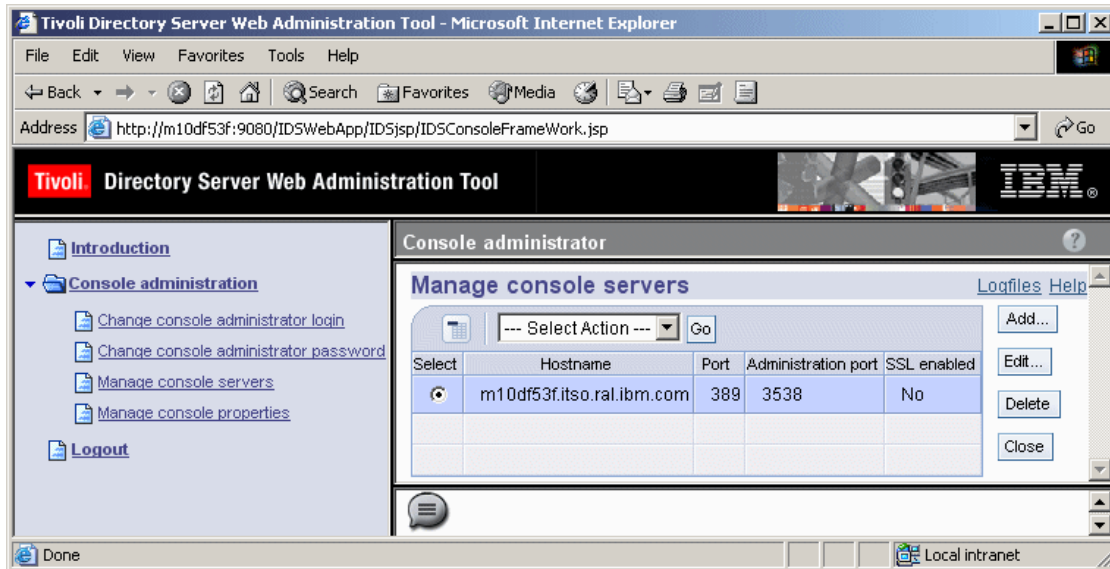 Tivoli Directory Server Web Administration Tool - Microsoft Internet Explorer
File Edit View Favorites Tools Help
Back Search Favorites Media
Address http://m10df53f:9080/IDSWebApp/IDSjsp/IDSConsoleFrameWork.jsp Go
Tivoli. Directory Server Web Administration Tool IBM®
Introduction
Console administration
Change console administrator login
Change console administrator password
Manage console servers
Manage console properties
Logout
Console administrator ?
Manage console servers Logfiles Help
--- Select Action --- Go
Select Hostname Port Administration port SSL enabled
m10df53f.itso.ral.ibm.com 389 3538 No
Add...
Edit...
Delete
Close
Done Local intranet